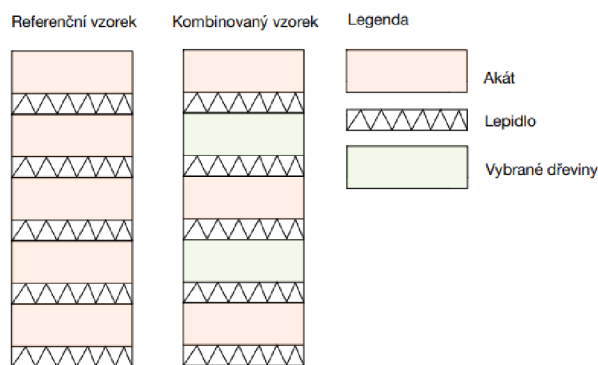 Referenční vzorek
Kombinovaný vzorek
Legenda
Akát
Lepidlo
Vybrané dřeviny